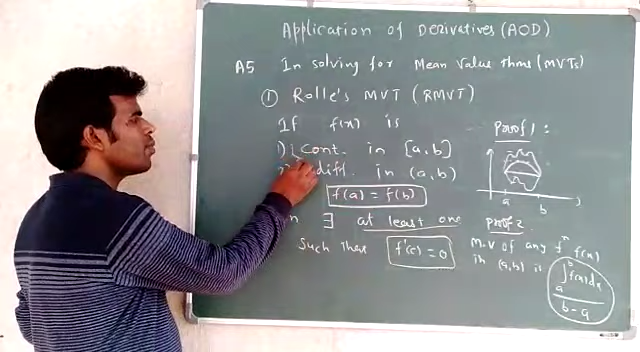 Application of Derivatives (AOD)
A5 In solving for Mean Value thms (MVTs)
① Rolle's MVT (RMVT)
If f(x) is
1) cont. in [a,b]
diff. in (a,b)
f(a) = f(b)
∃ at least one
Such that f'(c) = 0
Proof 1:
a b
Proof 2
M.V of any fⁿ f(x)
in (a,b) is
∫ₐᵇ f(x)dx
b - a